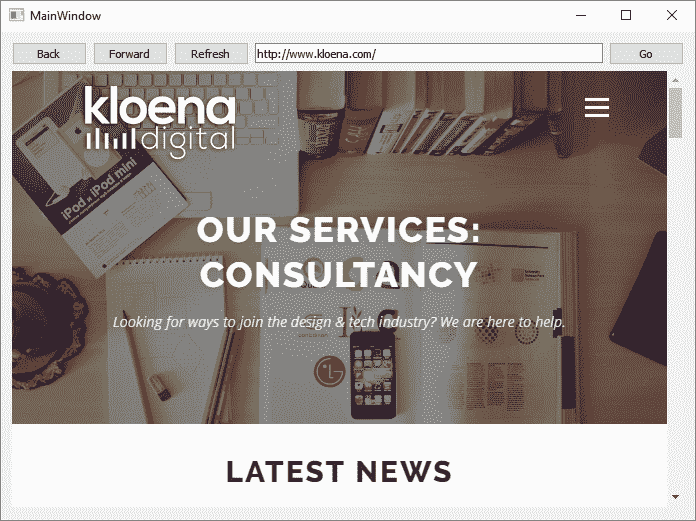 MainWindow
Back
Forward
Refresh
http://www.kloena.com/
Go
kloena
digital
iPod и iPod mini
OUR SERVICES:
CONSULTANCY
Looking for ways to join the design & tech industry? We are here to help.
LG
LATEST NEWS